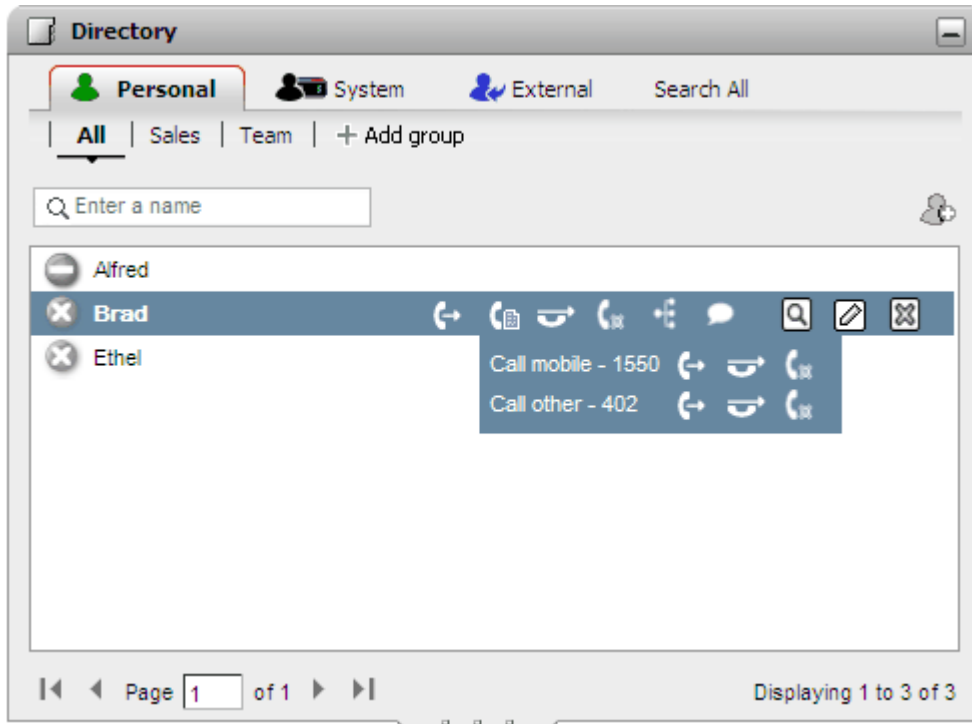 Directory
Personal System External Search All
All | Sales | Team | + Add group
Enter a name
Alfred
Brad
Call mobile - 1550
Ethel
Call other - 402
Page 1 of 1 Displaying 1 to 3 of 3